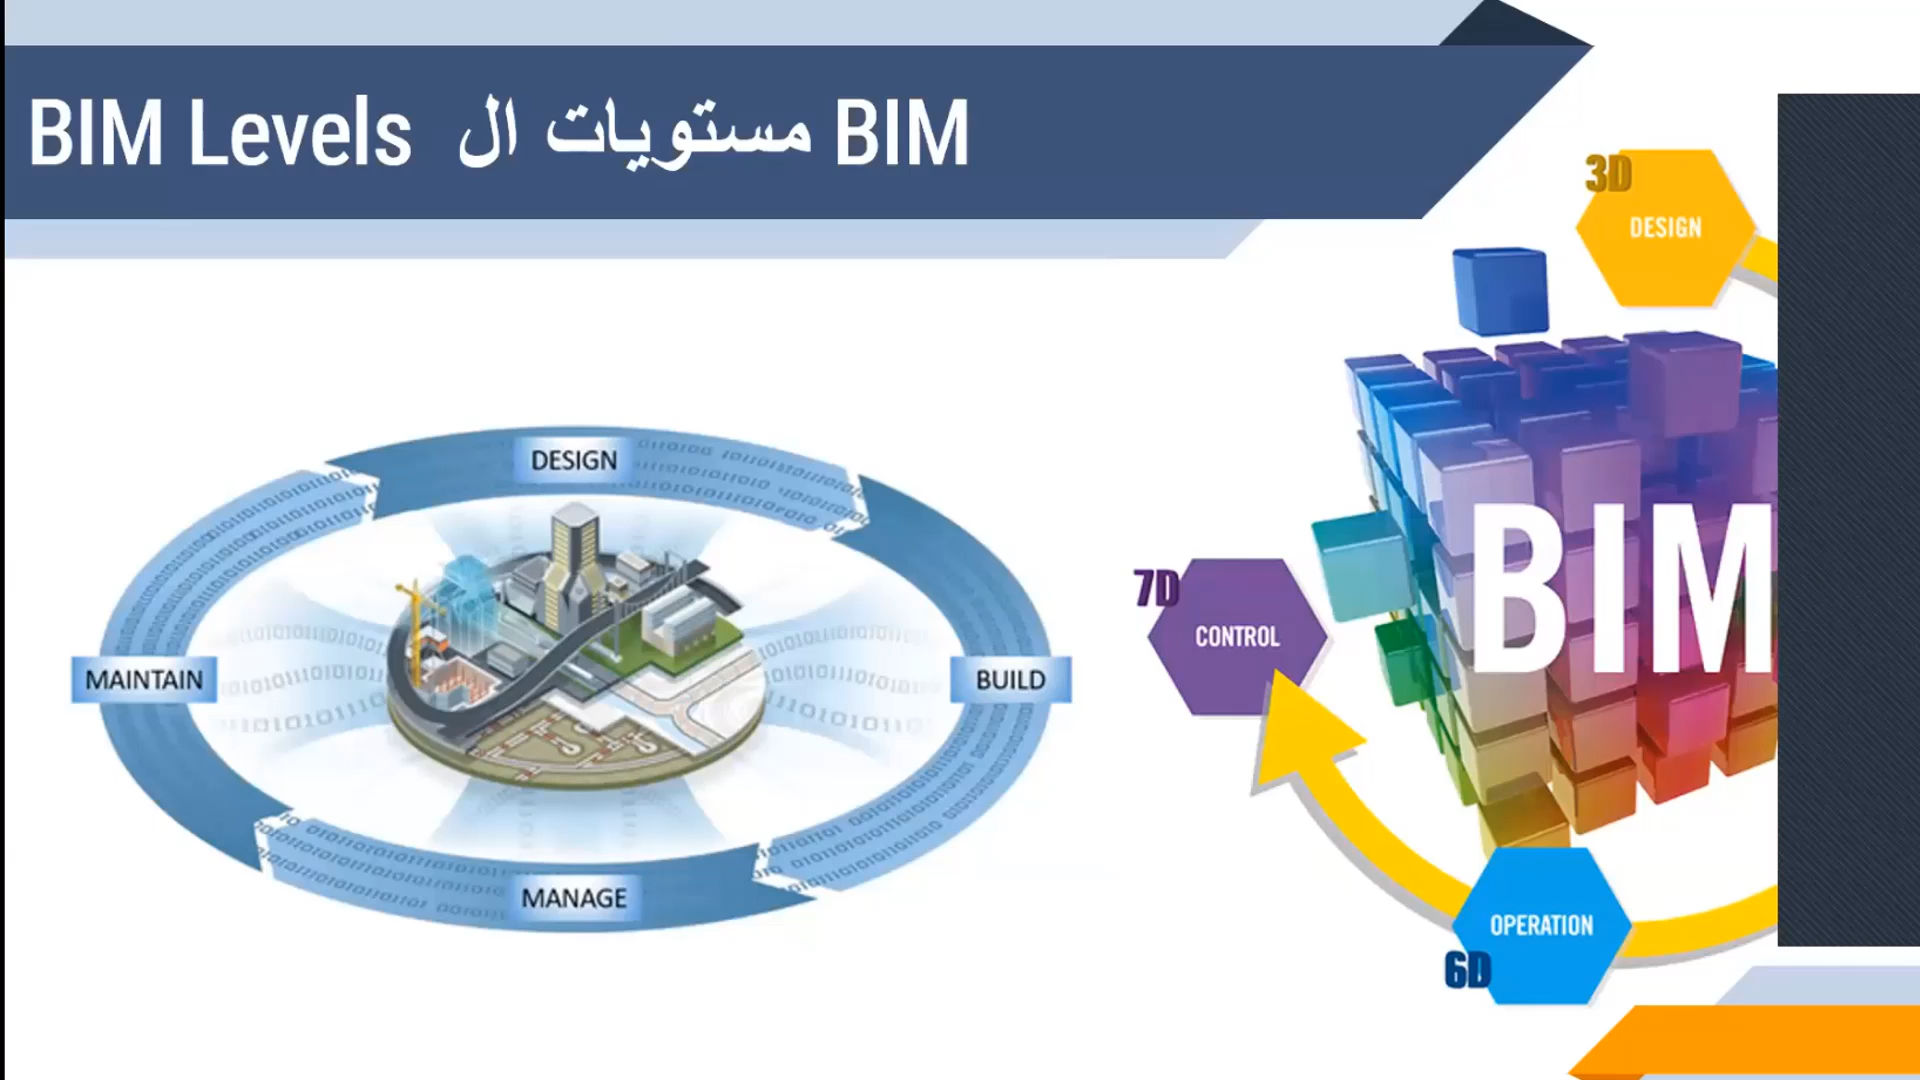 BIM Levels مستويات ال BIM
3D
DESIGN
DESIGN
BIM
7D
CONTROL
MAINTAIN
BUILD
MANAGE
OPERATION
6D